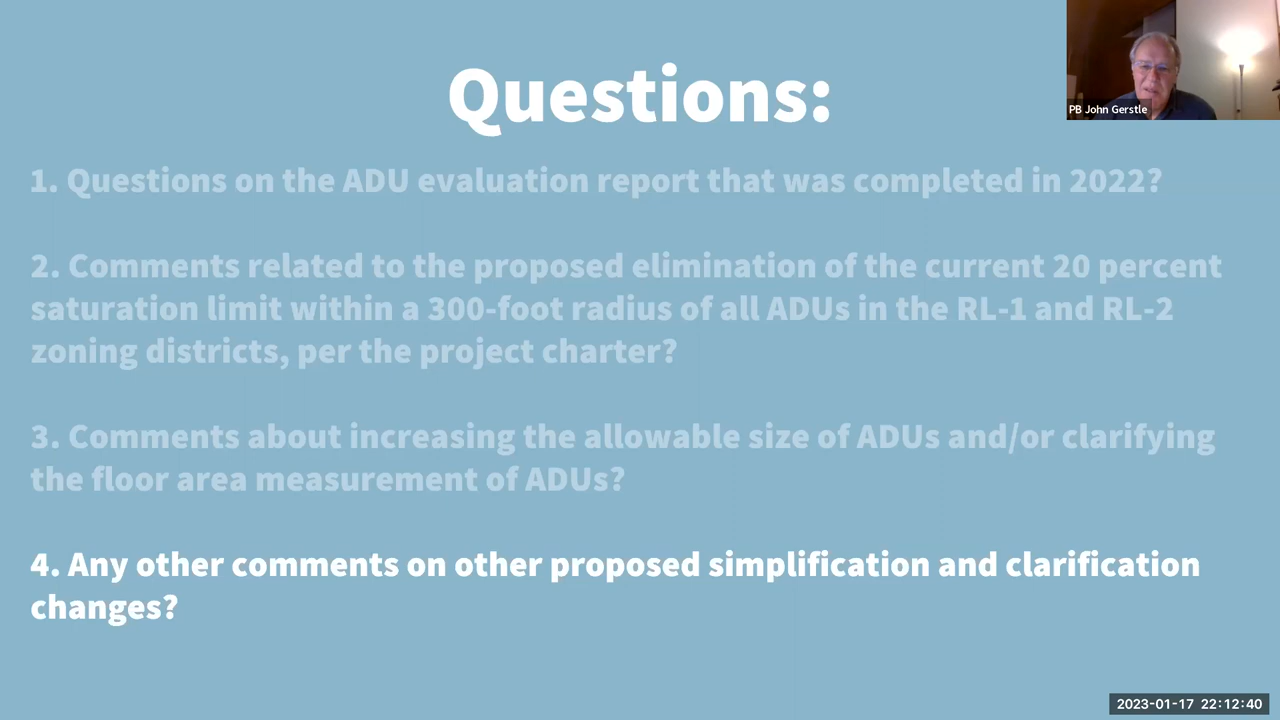 Questions:
PB John Gerstle
1. Questions on the ADU evaluation report that was completed in 2022?
2. Comments related to the proposed elimination of the current 20 percent
saturation limit within a 300-foot radius of all ADUs in the RL-1 and RL-2
zoning districts, per the project charter?
3. Comments about increasing the allowable size of ADUs and/or clarifying
the floor area measurement of ADUs?
4. Any other comments on other proposed simplification and clarification
changes?
2023-01-17 22:12:40